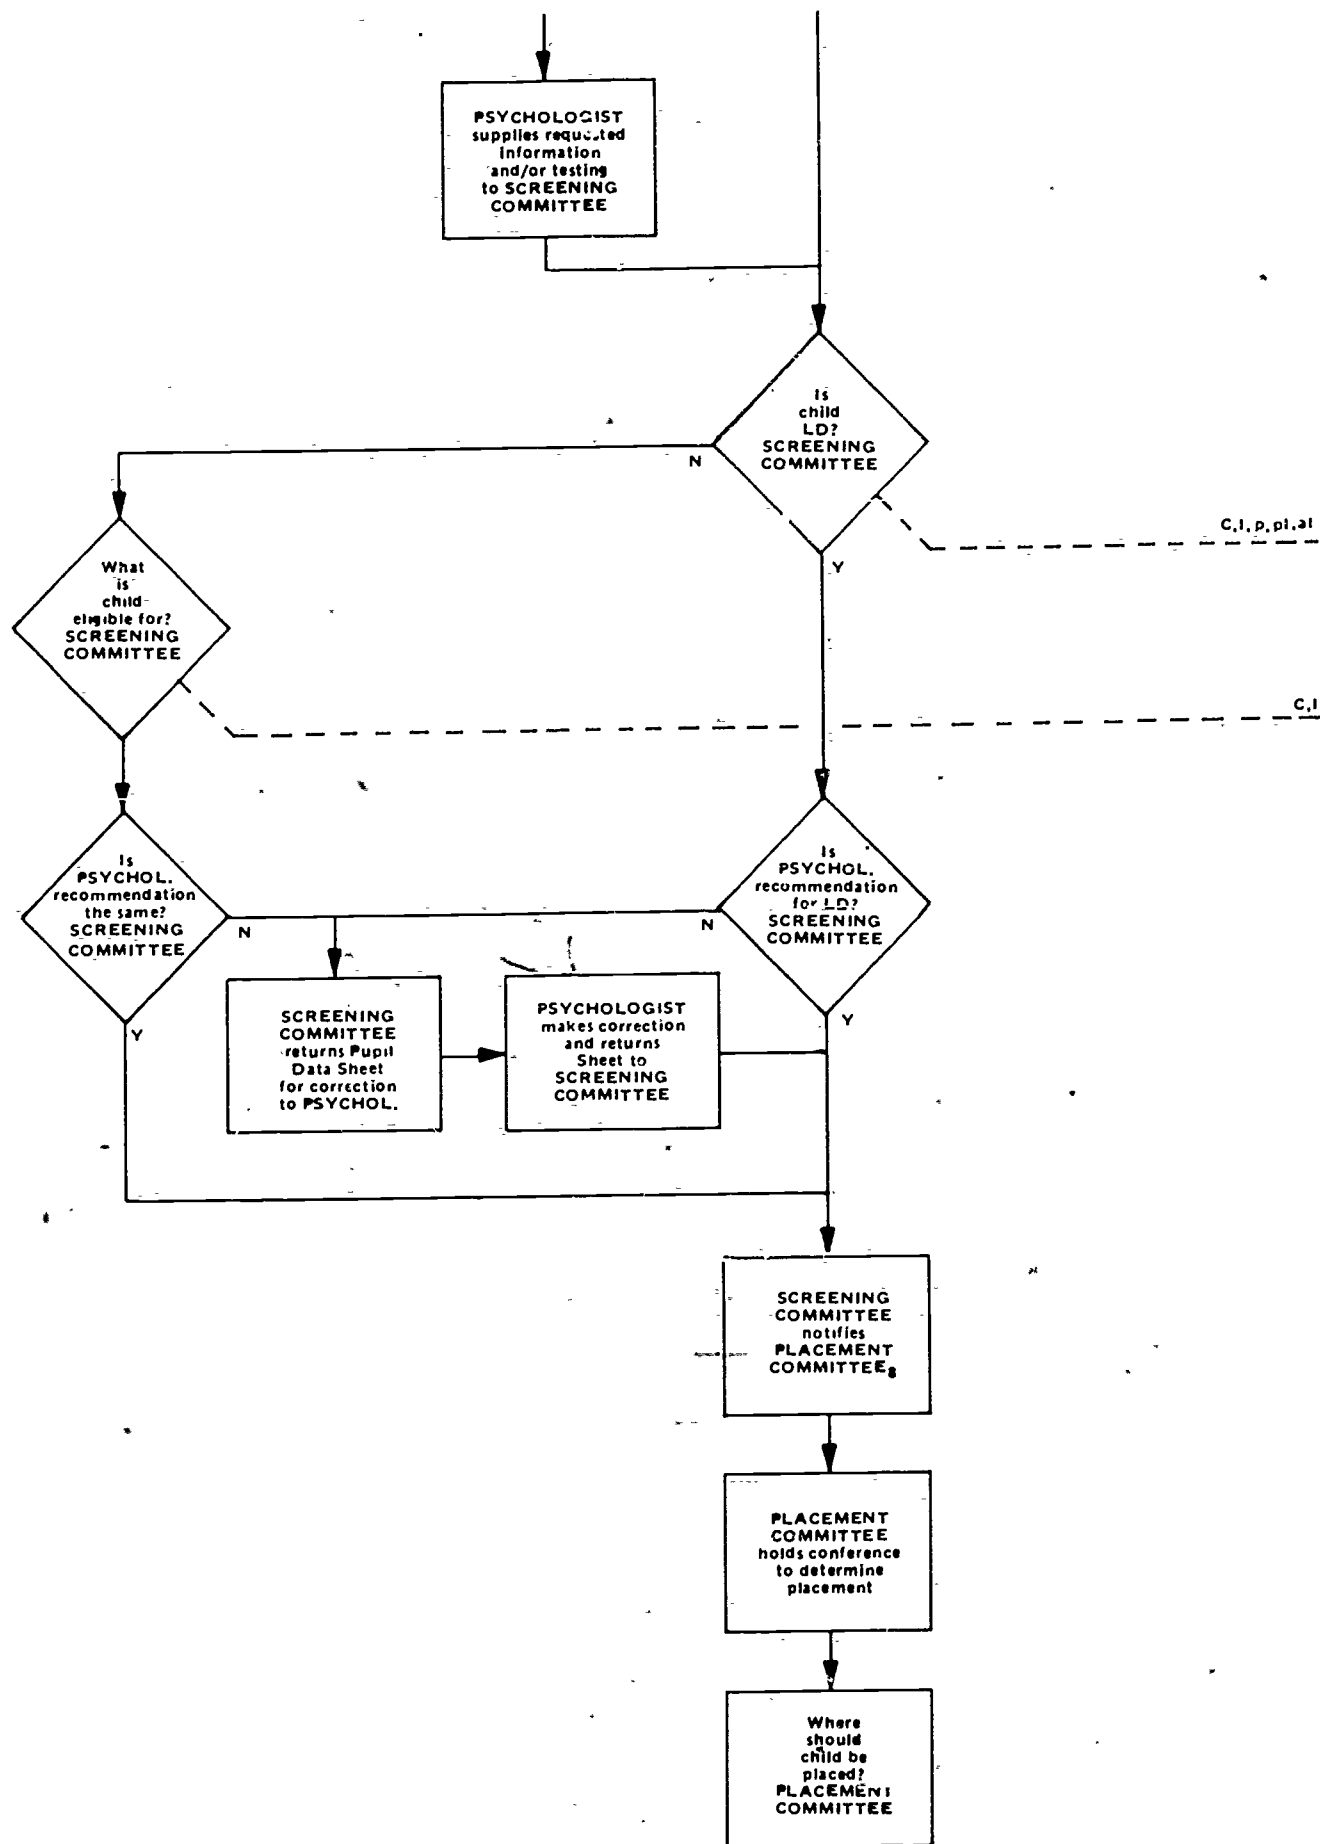 PSYCHOLOGIST
supplies requested
information
and/or testing
to SCREENING
COMMITTEE
Is
child
LD?
SCREENING
COMMITTEE
N
C,I,p,pl,al
Y
What
is
child
eligible for?
SCREENING
COMMITTEE
C,I
Is
PSYCHOL.
recommendation
the same?
SCREENING
COMMITTEE
N
Y
Is
PSYCHOL.
recommendation
for LD?
SCREENING
COMMITTEE
N
Y
SCREENING
COMMITTEE
returns Pupil
Data Sheet
for correction
to PSYCHOL.
PSYCHOLOGIST
makes correction
and returns
Sheet to
SCREENING
COMMITTEE
SCREENING
COMMITTEE
notifies
PLACEMENT
COMMITTEE8
PLACEMENT
COMMITTEE
holds conference
to determine
placement
Where
should
child be
placed?
PLACEMENT
COMMITTEE